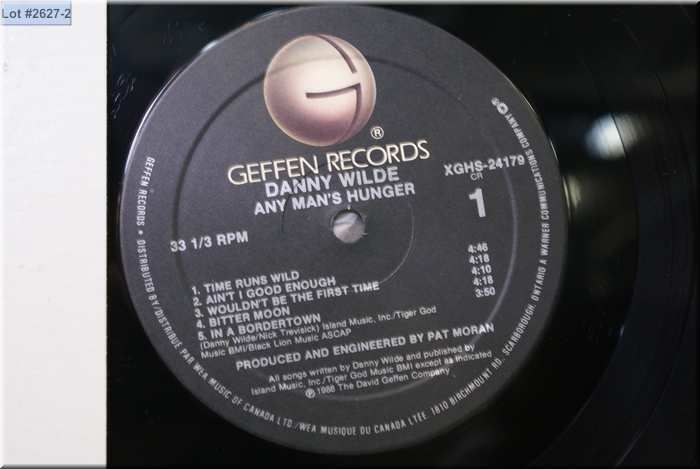 Lot #2627-2
®
GEFFEN RECORDS
DANNY WILDE
ANY MAN'S HUNGER
XGHS-24179
CR
1
33 1/3 RPM
1. TIME RUNS WILD 4:46
2. AIN'T I GOOD ENOUGH 4:18
3. WOULDN'T BE THE FIRST TIME 4:10
4. BITTER MOON 4:18
5. IN A BORDERTOWN 3:50
(Danny Wilde/Nick Trevisick) Island Music, Inc./Tiger God
Music BMI/Black Lion Music ASCAP
PRODUCED AND ENGINEERED BY PAT MORAN
All songs written by Danny Wilde and published by
Island Music, Inc./Tiger God Music BMI except as indicated
℗ 1986 The David Geffen Company
GEFFEN RECORDS • DISTRIBUTED BY/DISTRIBUÉ PAR WEA MUSIC OF CANADA LTD./WEA MUSIQUE DU CANADA LTÉE. 1810 BIRCHMOUNT RD, SCARBOROUGH, ONTARIO A WARNER COMMUNICATIONS COMPANY.